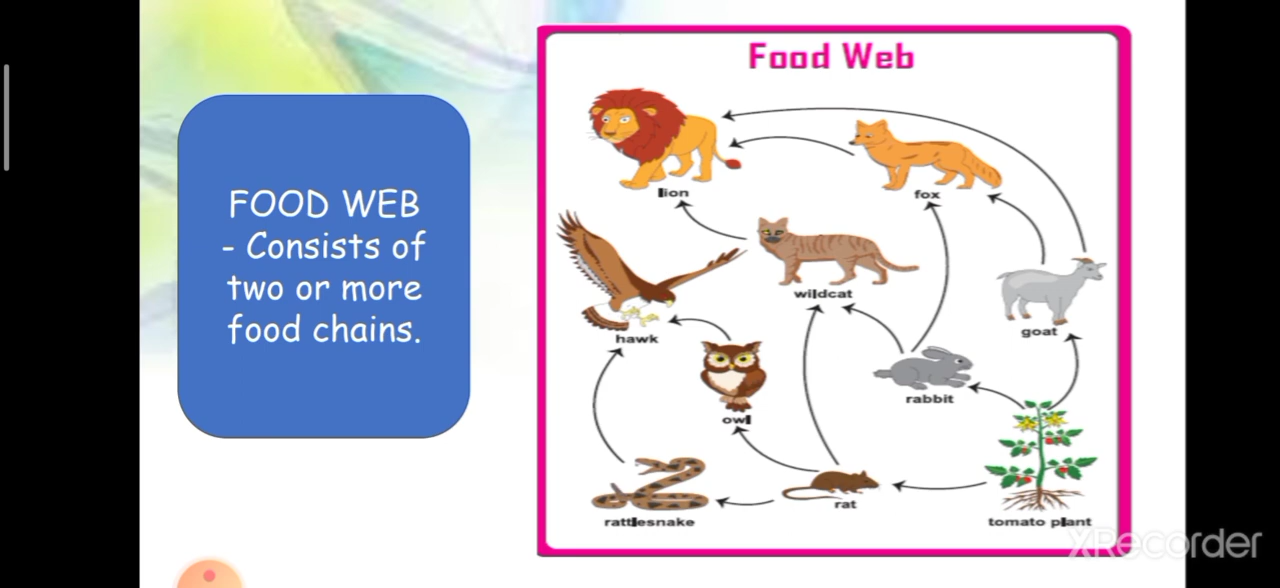 Food Web
FOOD WEB
- Consists of
two or more
food chains.
lion
fox
wildcat
goat
hawk
rabbit
owl
rat
rattlesnake
tomato plant
XRecorder